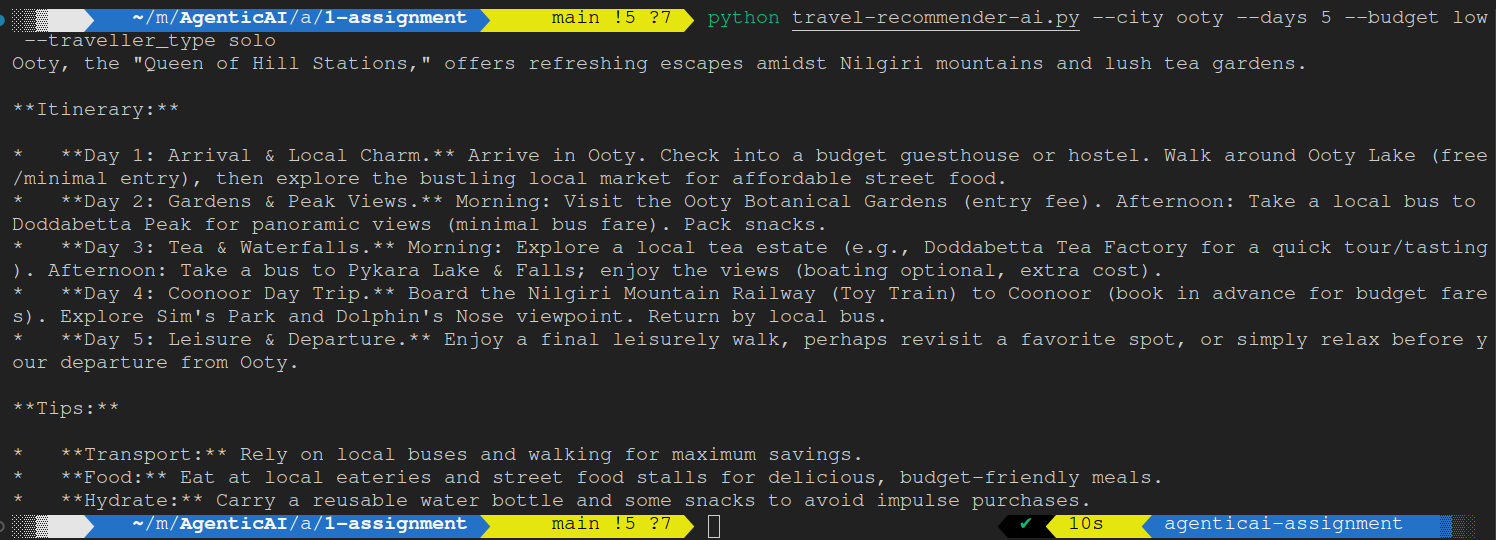 ~/m/AgenticAI/a/1-assignment main !5 ?7 python travel-recommender-ai.py --city ooty --days 5 --budget low
--traveller_type solo
Ooty, the "Queen of Hill Stations," offers refreshing escapes amidst Nilgiri mountains and lush tea gardens.
**Itinerary:**
*   **Day 1: Arrival & Local Charm.** Arrive in Ooty. Check into a budget guesthouse or hostel. Walk around Ooty Lake (free
/minimal entry), then explore the bustling local market for affordable street food.
*   **Day 2: Gardens & Peak Views.** Morning: Visit the Ooty Botanical Gardens (entry fee). Afternoon: Take a local bus to
Doddabetta Peak for panoramic views (minimal bus fare). Pack snacks.
*   **Day 3: Tea & Waterfalls.** Morning: Explore a local tea estate (e.g., Doddabetta Tea Factory for a quick tour/tasting
). Afternoon: Take a bus to Pykara Lake & Falls; enjoy the views (boating optional, extra cost).
*   **Day 4: Coonoor Day Trip.** Board the Nilgiri Mountain Railway (Toy Train) to Coonoor (book in advance for budget fare
s). Explore Sim's Park and Dolphin's Nose viewpoint. Return by local bus.
*   **Day 5: Leisure & Departure.** Enjoy a final leisurely walk, perhaps revisit a favorite spot, or simply relax before y
our departure from Ooty.
**Tips:**
*   **Transport:** Rely on local buses and walking for maximum savings.
*   **Food:** Eat at local eateries and street food stalls for delicious, budget-friendly meals.
*   **Hydrate:** Carry a reusable water bottle and some snacks to avoid impulse purchases.
~/m/AgenticAI/a/1-assignment main !5 ?7 ✔ 10s agenticai-assignment